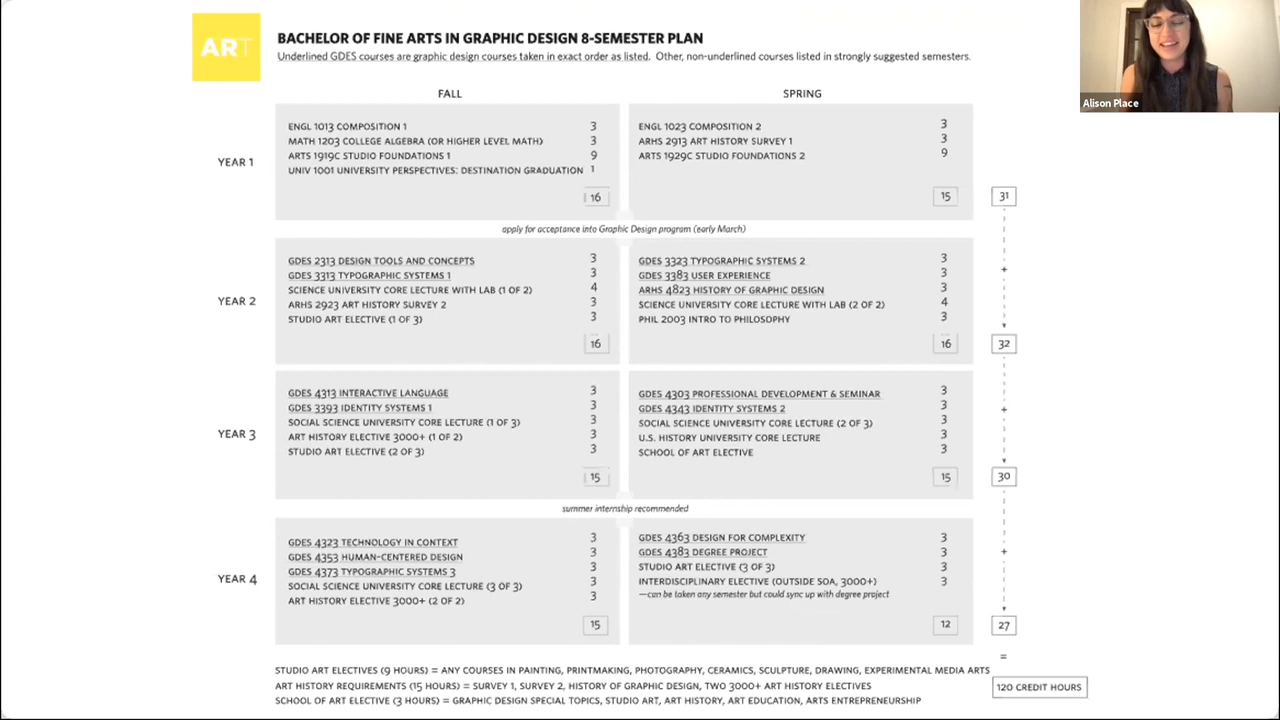 ART
BACHELOR OF FINE ARTS IN GRAPHIC DESIGN 8-SEMESTER PLAN
Underlined GDES courses are graphic design courses taken in exact order as listed. Other, non-underlined courses listed in strongly suggested semesters.
Alison Place
FALL
SPRING
YEAR 1
ENGL 1013 COMPOSITION 1 3
MATH 1203 COLLEGE ALGEBRA (OR HIGHER LEVEL MATH) 3
ARTS 1919C STUDIO FOUNDATIONS 1 9
UNIV 1001 UNIVERSITY PERSPECTIVES: DESTINATION GRADUATION 1
16
ENGL 1023 COMPOSITION 2 3
ARHS 2913 ART HISTORY SURVEY 1 3
ARTS 1929C STUDIO FOUNDATIONS 2 9
15
31
apply for acceptance into Graphic Design program (early March)
YEAR 2
GDES 2313 DESIGN TOOLS AND CONCEPTS 3
GDES 3313 TYPOGRAPHIC SYSTEMS 1 3
SCIENCE UNIVERSITY CORE LECTURE WITH LAB (1 OF 2) 4
ARHS 2923 ART HISTORY SURVEY 2 3
STUDIO ART ELECTIVE (1 OF 3) 3
16
GDES 3323 TYPOGRAPHIC SYSTEMS 2 3
GDES 3383 USER EXPERIENCE 3
ARHS 4823 HISTORY OF GRAPHIC DESIGN 3
SCIENCE UNIVERSITY CORE LECTURE WITH LAB (2 OF 2) 4
PHIL 2003 INTRO TO PHILOSOPHY 3
16
+
32
YEAR 3
GDES 4313 INTERACTIVE LANGUAGE 3
GDES 3393 IDENTITY SYSTEMS 1 3
SOCIAL SCIENCE UNIVERSITY CORE LECTURE (1 OF 3) 3
ART HISTORY ELECTIVE 3000+ (1 OF 2) 3
STUDIO ART ELECTIVE (2 OF 3) 3
15
GDES 4303 PROFESSIONAL DEVELOPMENT & SEMINAR 3
GDES 4343 IDENTITY SYSTEMS 2 3
SOCIAL SCIENCE UNIVERSITY CORE LECTURE (2 OF 3) 3
U.S. HISTORY UNIVERSITY CORE LECTURE 3
SCHOOL OF ART ELECTIVE 3
15
+
30
summer internship recommended
YEAR 4
GDES 4323 TECHNOLOGY IN CONTEXT 3
GDES 4353 HUMAN-CENTERED DESIGN 3
GDES 4373 TYPOGRAPHIC SYSTEMS 3 3
SOCIAL SCIENCE UNIVERSITY CORE LECTURE (3 OF 3) 3
ART HISTORY ELECTIVE 3000+ (2 OF 2) 3
15
GDES 4363 DESIGN FOR COMPLEXITY 3
GDES 4383 DEGREE PROJECT 3
STUDIO ART ELECTIVE (3 OF 3) 3
INTERDISCIPLINARY ELECTIVE (OUTSIDE SOA, 3000+) 3
—can be taken any semester but could sync up with degree project
12
+
27
=
120 CREDIT HOURS
STUDIO ART ELECTIVES (9 HOURS) = ANY COURSES IN PAINTING, PRINTMAKING, PHOTOGRAPHY, CERAMICS, SCULPTURE, DRAWING, EXPERIMENTAL MEDIA ARTS
ART HISTORY REQUIREMENTS (15 HOURS) = SURVEY 1, SURVEY 2, HISTORY OF GRAPHIC DESIGN, TWO 3000+ ART HISTORY ELECTIVES
SCHOOL OF ART ELECTIVE (3 HOURS) = GRAPHIC DESIGN SPECIAL TOPICS, STUDIO ART, ART HISTORY, ART EDUCATION, ARTS ENTREPRENEURSHIP